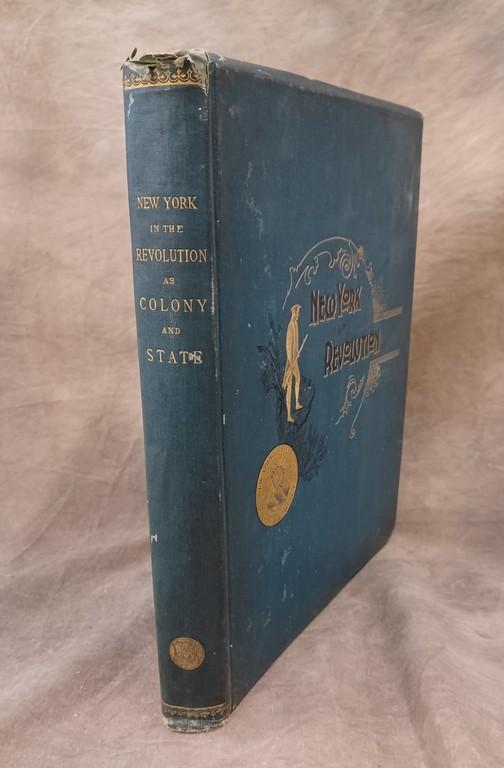 NEW YORK
IN THE
REVOLUTION
AS
COLONY
AND
STATE
NEW YORK
REVOLUTION